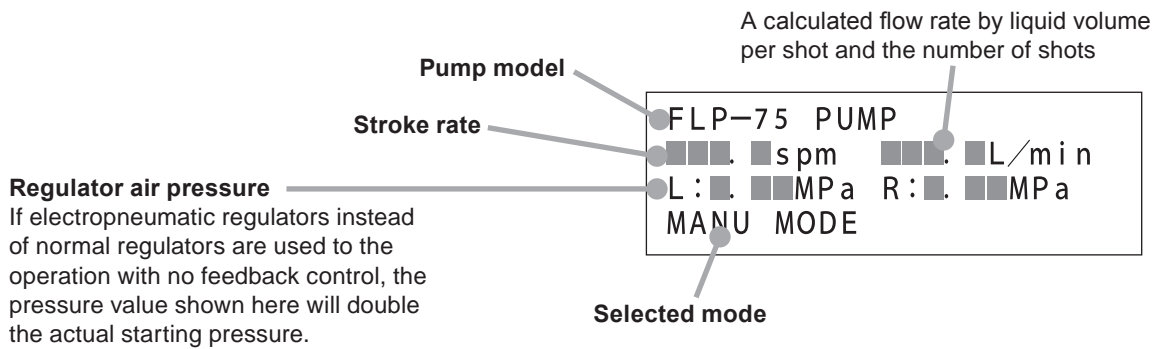 A calculated flow rate by liquid volume
per shot and the number of shots
Pump model
Stroke rate
Regulator air pressure
If electropneumatic regulators instead
of normal regulators are used to the
operation with no feedback control, the
pressure value shown here will double
the actual starting pressure.
FLP−75 PUMP
■■■. ■spm ■■■. ■L/min
L:■. ■■MPa R:■. ■■MPa
MANU MODE
Selected mode